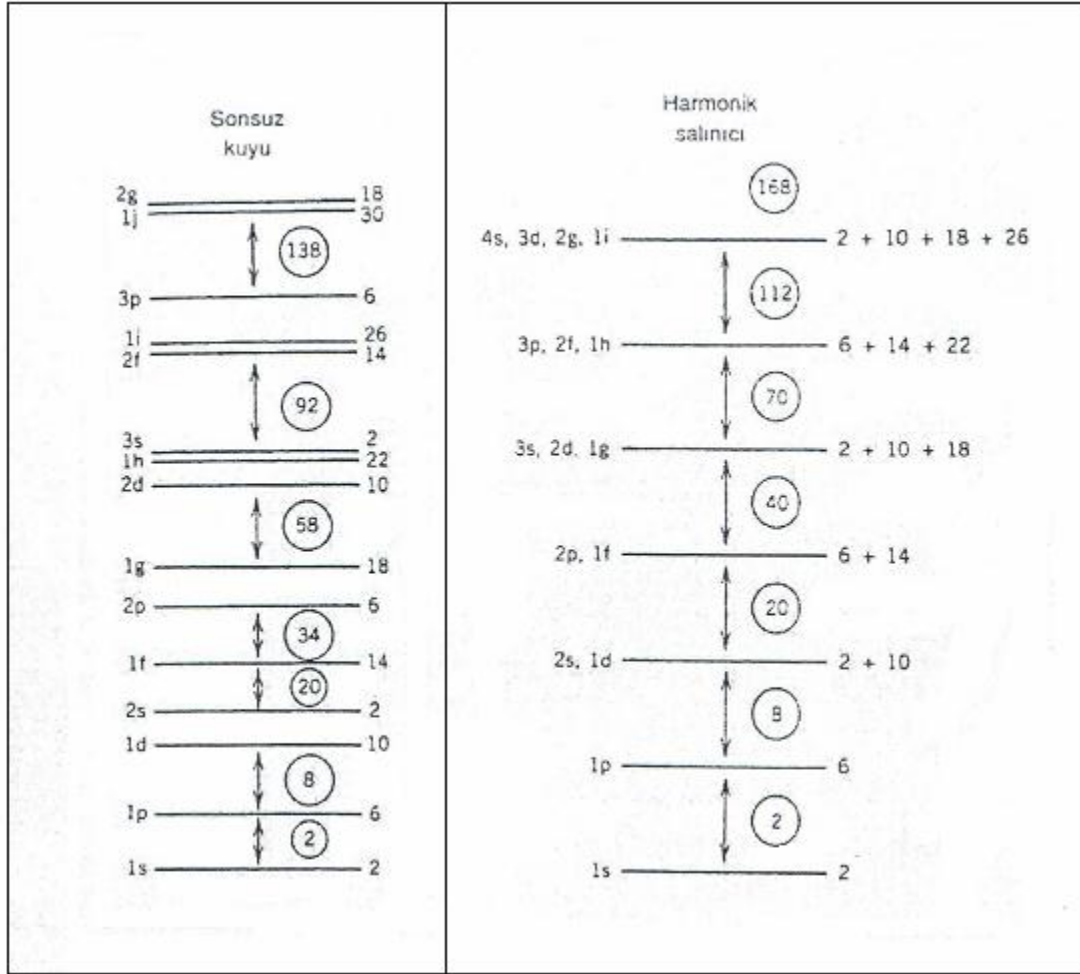 Sonsuz
kuyu
2g 18
1j 30
138
3p 6
1i 26
2f 14
92
3s 2
1h 22
2d 10
58
1g 18
2p 6
34
1f 14
20
2s 2
1d 10
8
1p 6
2
1s 2
Harmonik
salınıcı
168
4s, 3d, 2g, 1i 2 + 10 + 18 + 26
112
3p, 2f, 1h 6 + 14 + 22
70
3s, 2d, 1g 2 + 10 + 18
40
2p, 1f 6 + 14
20
2s, 1d 2 + 10
8
1p 6
2
1s 2